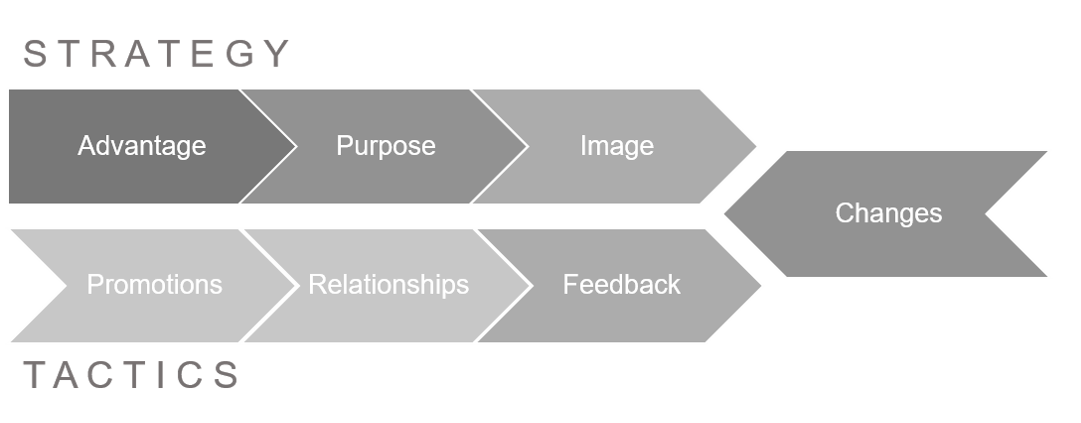 STRATEGY
Advantage
Purpose
Image
Changes
Promotions
Relationships
Feedback
TACTICS